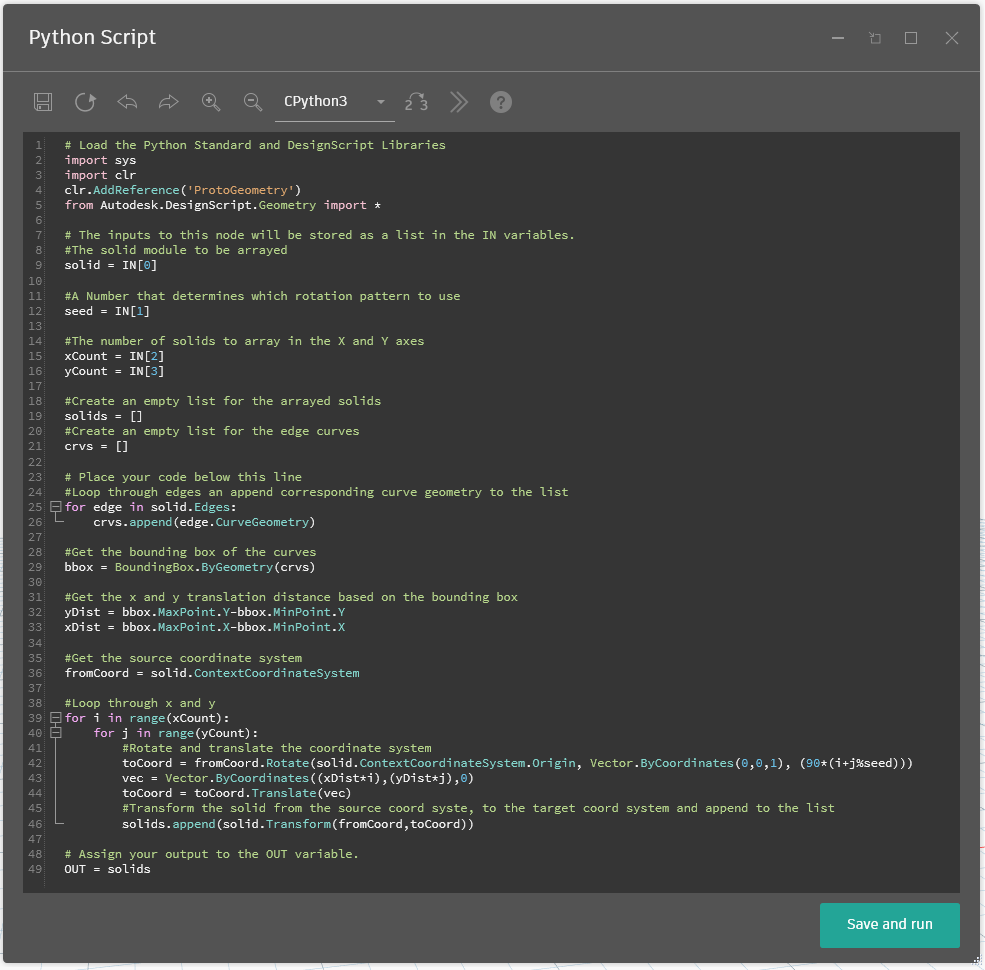 Python Script
CPython3
2 3
?
1 # Load the Python Standard and DesignScript Libraries
2 import sys
3 import clr
4 clr.AddReference('ProtoGeometry')
5 from Autodesk.DesignScript.Geometry import *
6
7 # The inputs to this node will be stored as a list in the IN variables.
8 #The solid module to be arrayed
9 solid = IN[0]
10
11 #A Number that determines which rotation pattern to use
12 seed = IN[1]
13
14 #The number of solids to array in the X and Y axes
15 xCount = IN[2]
16 yCount = IN[3]
17
18 #Create an empty list for the arrayed solids
19 solids = []
20 #Create an empty list for the edge curves
21 crvs = []
22
23 # Place your code below this line
24 #Loop through edges an append corresponding curve geometry to the list
25 for edge in solid.Edges:
26     crvs.append(edge.CurveGeometry)
27
28 #Get the bounding box of the curves
29 bbox = BoundingBox.ByGeometry(crvs)
30
31 #Get the x and y translation distance based on the bounding box
32 yDist = bbox.MaxPoint.Y-bbox.MinPoint.Y
33 xDist = bbox.MaxPoint.X-bbox.MinPoint.X
34
35 #Get the source coordinate system
36 fromCoord = solid.ContextCoordinateSystem
37
38 #Loop through x and y
39 for i in range(xCount):
40     for j in range(yCount):
41         #Rotate and translate the coordinate system
42         toCoord = fromCoord.Rotate(solid.ContextCoordinateSystem.Origin, Vector.ByCoordinates(0,0,1), (90*(i+j%seed)))
43         vec = Vector.ByCoordinates((xDist*i),(yDist*j),0)
44         toCoord = toCoord.Translate(vec)
45         #Transform the solid from the source coord syste, to the target coord system and append to the list
46         solids.append(solid.Transform(fromCoord,toCoord))
47
48 # Assign your output to the OUT variable.
49 OUT = solids
Save and run